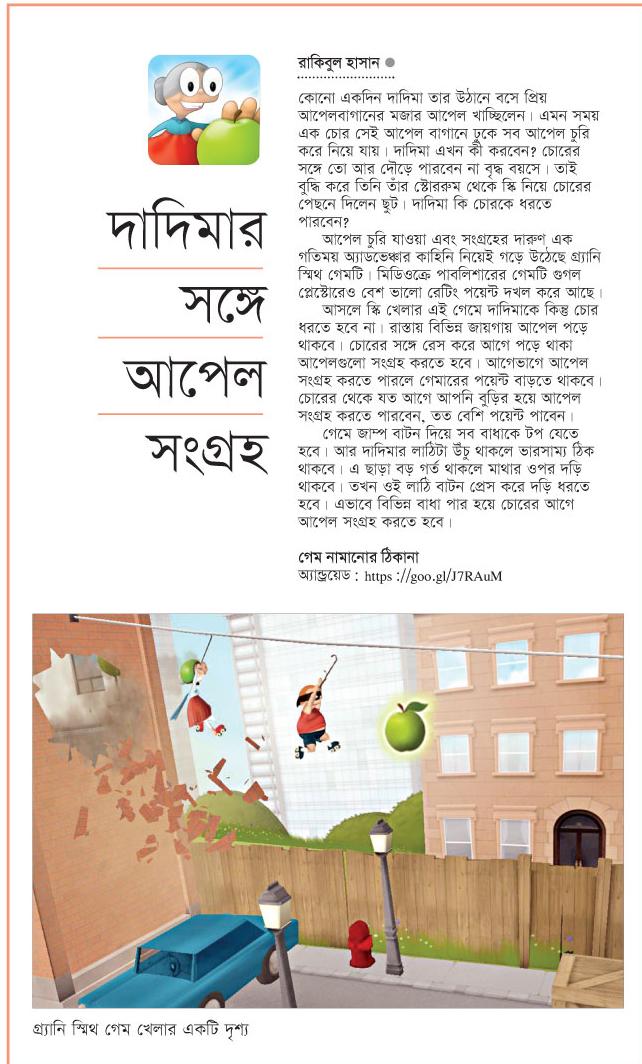 দাদিমার
সঙ্গে
আপেল
সংগ্রহ
রাকিবুল হাসান ●
কোনো একদিন দাদিমা তার উঠানে বসে প্রিয়
আপেলবাগানের মজার আপেল খাচ্ছিলেন। এমন সময়
এক চোর সেই আপেল বাগানে ঢুকে সব আপেল চুরি
করে নিয়ে যায়। দাদিমা এখন কী করবেন? চোরের
সঙ্গে তো আর দৌড়ে পারবেন না বৃদ্ধ বয়সে। তাই
বুদ্ধি করে তিনি তাঁর স্টোররুম থেকে স্কি নিয়ে চোরের
পেছনে দিলেন ছুট। দাদিমা কি চোরকে ধরতে
পারবেন?
আপেল চুরি যাওয়া এবং সংগ্রহের দারুণ এক
গতিময় অ্যাডভেঞ্চার কাহিনি নিয়েই গড়ে উঠেছে গ্র্যানি
স্মিথ গেমটি। মিডিওক্রে পাবলিশারের গেমটি গুগল
প্লেস্টোরেও বেশ ভালো রেটিং পয়েন্ট দখল করে আছে।
আসলে স্কি খেলার এই গেমে দাদিমাকে কিন্তু চোর
ধরতে হবে না। রাস্তায় বিভিন্ন জায়গায় আপেল পড়ে
থাকবে। চোরের সঙ্গে রেস করে আগে পড়ে থাকা
আপেলগুলো সংগ্রহ করতে হবে। আগেভাগে আপেল
সংগ্রহ করতে পারলে গেমারের পয়েন্ট বাড়তে থাকবে।
চোরের থেকে যত আগে আপনি বুড়ির হয়ে আপেল
সংগ্রহ করতে পারবেন, তত বেশি পয়েন্ট পাবেন।
গেমে জাম্প বাটন দিয়ে সব বাধাকে টপ যেতে
হবে। আর দাদিমার লাঠিটা উঁচু থাকলে ভারসাম্য ঠিক
থাকবে। এ ছাড়া বড় গর্ত থাকলে মাথার ওপর দড়ি
থাকবে। তখন ওই লাঠি বাটন প্রেস করে দড়ি ধরতে
হবে। এভাবে বিভিন্ন বাধা পার হয়ে চোরের আগে
আপেল সংগ্রহ করতে হবে।
গেম নামানোর ঠিকানা
অ্যান্ড্রয়েড : https ://goo.gl/J7RAuM
গ্র্যানি স্মিথ গেম খেলার একটি দৃশ্য